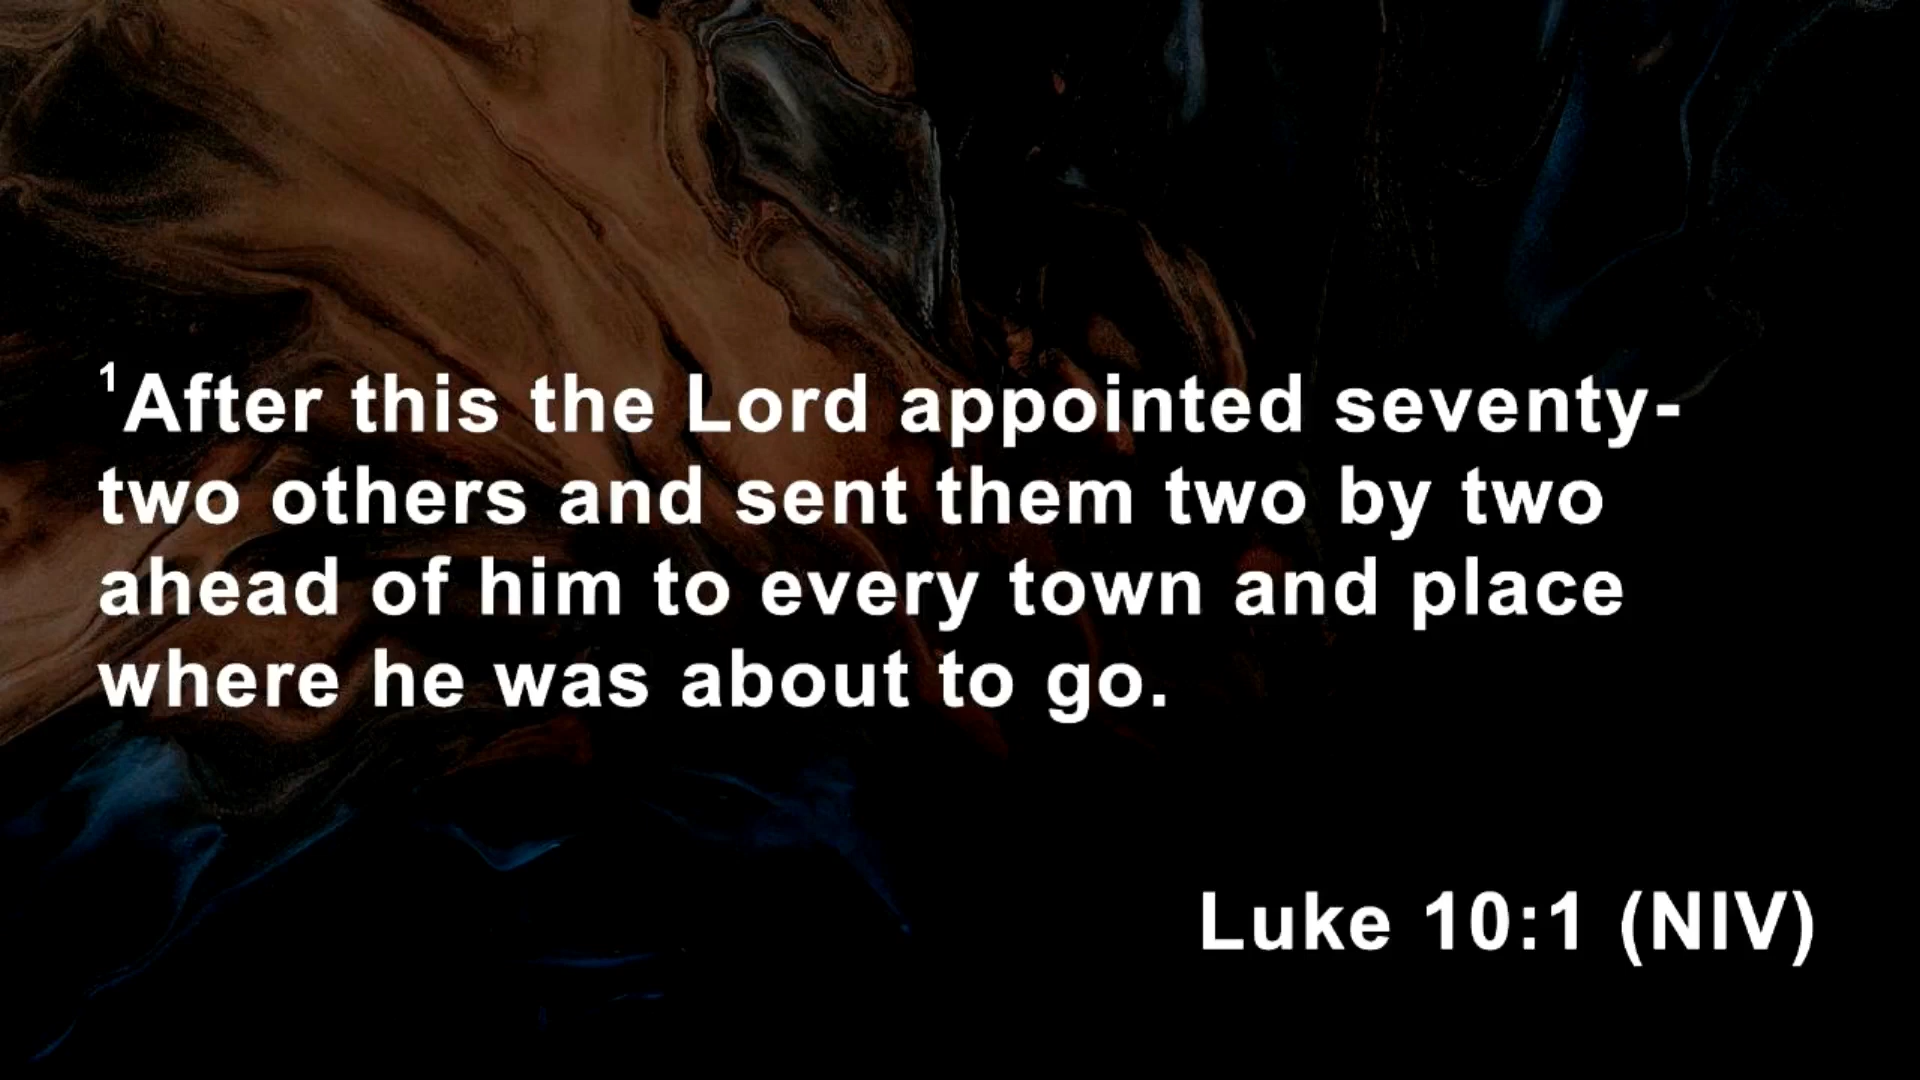 ¹After this the Lord appointed seventy-
two others and sent them two by two
ahead of him to every town and place
where he was about to go.
Luke 10:1 (NIV)